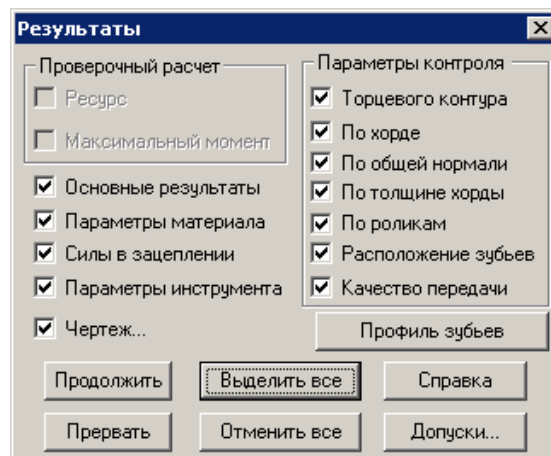 Результаты
Проверочный расчет
Ресурс
Максимальный момент
Основные результаты
Параметры материала
Силы в зацеплении
Параметры инструмента
Чертеж...
Параметры контроля
Торцевого контура
По хорде
По общей нормали
По толщине хорды
По роликам
Расположение зубьев
Качество передачи
Профиль зубьев
Продолжить
Выделить все
Справка
Прервать
Отменить все
Допуски...